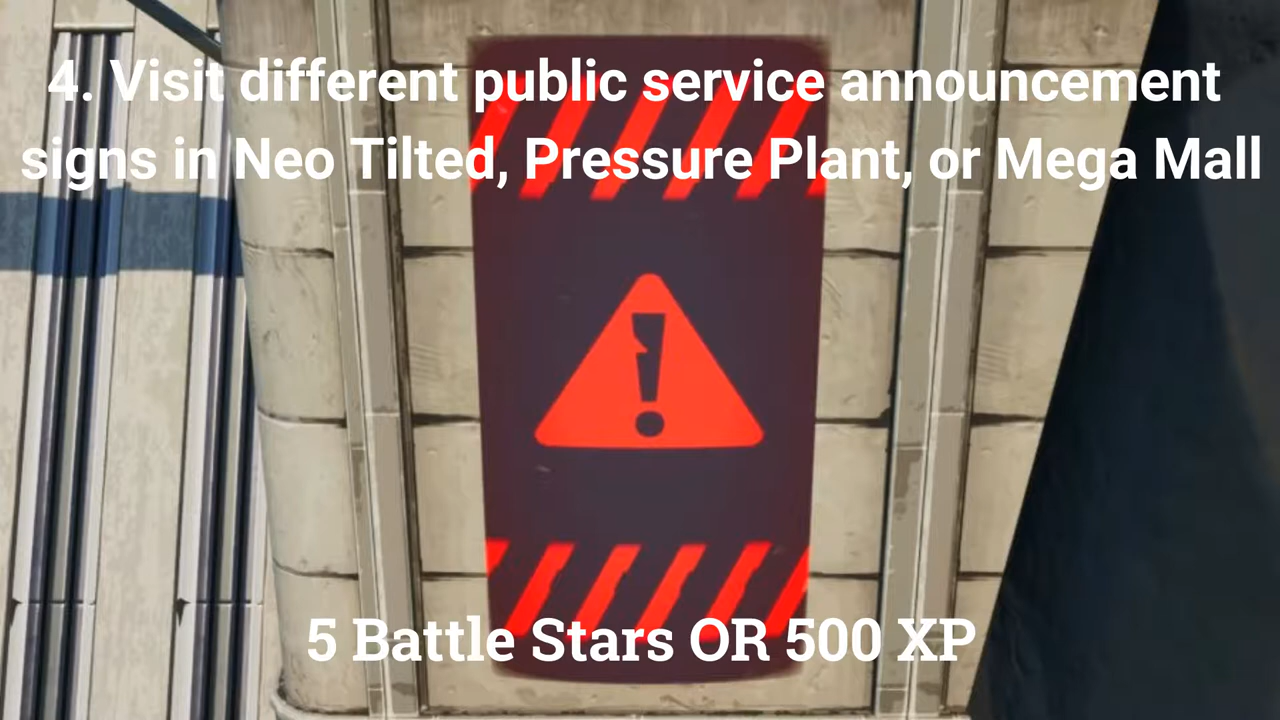 4. Visit different public service announcement
signs in Neo Tilted, Pressure Plant, or Mega Mall
!
5 Battle Stars OR 500 XP